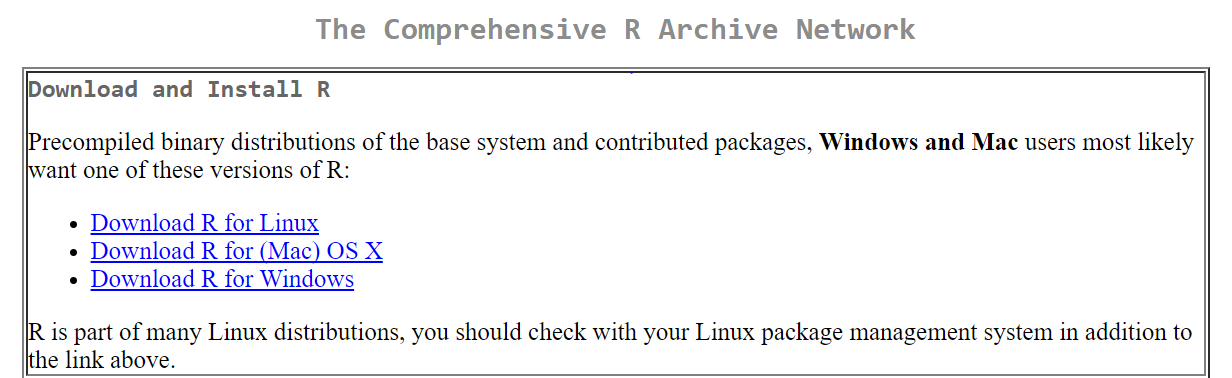 The Comprehensive R Archive Network
Download and Install R
Precompiled binary distributions of the base system and contributed packages, Windows and Mac users most likely
want one of these versions of R:
• Download R for Linux
• Download R for (Mac) OS X
• Download R for Windows
R is part of many Linux distributions, you should check with your Linux package management system in addition to
the link above.